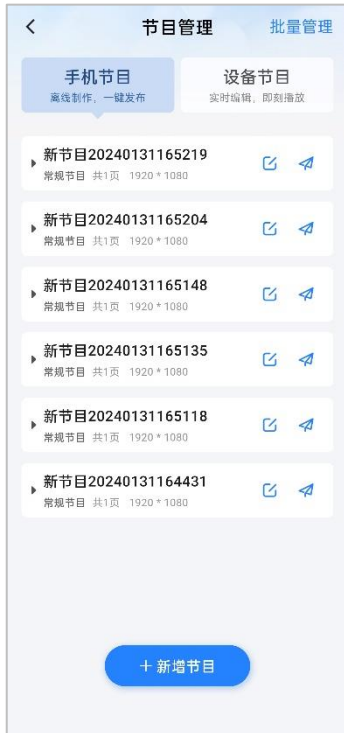 节目管理 批量管理
手机节目 设备节目
离线制作，一键发布 实时编辑，即刻播放
新节目20240131165219
常规节目 共1页 1920*1080
新节目20240131165204
常规节目 共1页 1920*1080
新节目20240131165148
常规节目 共1页 1920*1080
新节目20240131165135
常规节目 共1页 1920*1080
新节目20240131165118
常规节目 共1页 1920*1080
新节目20240131164431
常规节目 共1页 1920*1080
+新增节目